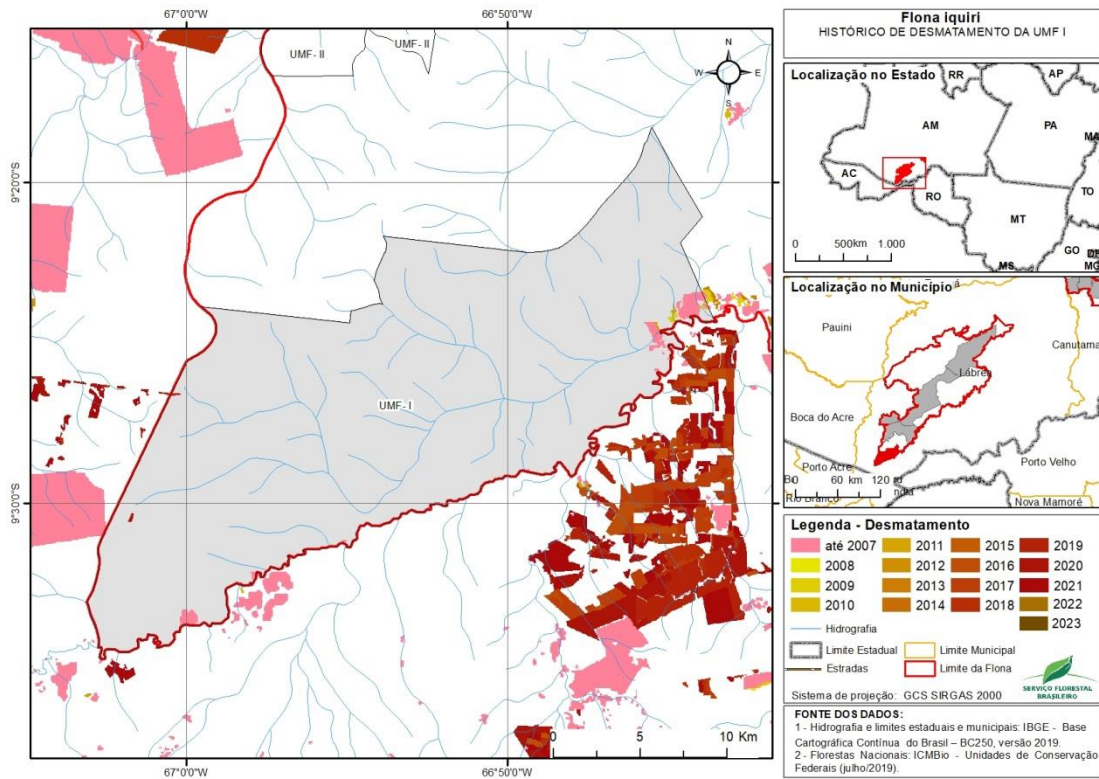 67°0'0"W
66°50'0"W
Flona iquiri
HISTÓRICO DE DESMATAMENTO DA UMF I
UMF- II
UMF- II
N
W
E
S
Localização no Estado
RR
AP
AM
PA
MA
AC
RO
TO
MT
GO
DF
MS
MG
0
500km
1.000
9°20'0"S
9°30'0"S
UMF- I
Localização no Município
Pauini
Canutama
Lábrea
Boca do Acre
Porto Acre
Porto Velho
0
60 km
120
Rio Branco
Nova Mamoré
Legenda - Desmatamento
até 2007
2011
2015
2019
2008
2012
2016
2020
2009
2013
2017
2021
2010
2014
2018
2022
2023
Hidrografia
Limite Estadual
Limite Municipal
Estradas
Limite da Flona
Sistema de projeção: GCS SIRGAS 2000
SERVIÇO FLORESTAL
BRASILEIRO
0
5
10 Km
FONTE DOS DADOS:
1 - Hidrografia e limites estaduais e municipais: IBGE - Base
Cartográfica Contínua do Brasil – BC250, versão 2019.
2 - Florestas Nacionais: ICMBio - Unidades de Conservação
Federais (julho/2019).
67°0'0"W
66°50'0"W